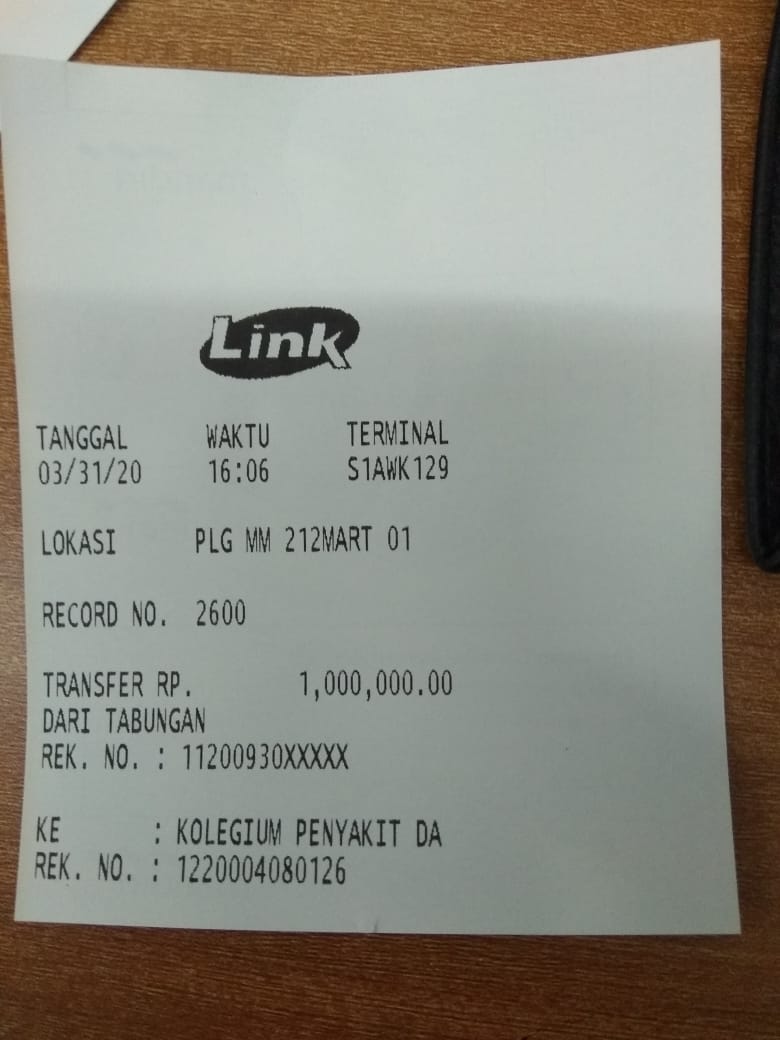 Link
TANGGAL WAKTU TERMINAL
03/31/20 16:06 S1AWK129
LOKASI PLG MM 212MART 01
RECORD NO. 2600
TRANSFER RP. 1,000,000.00
DARI TABUNGAN
REK. NO. : 11200930XXXXX
KE : KOLEGIUM PENYAKIT DA
REK. NO. : 1220004080126